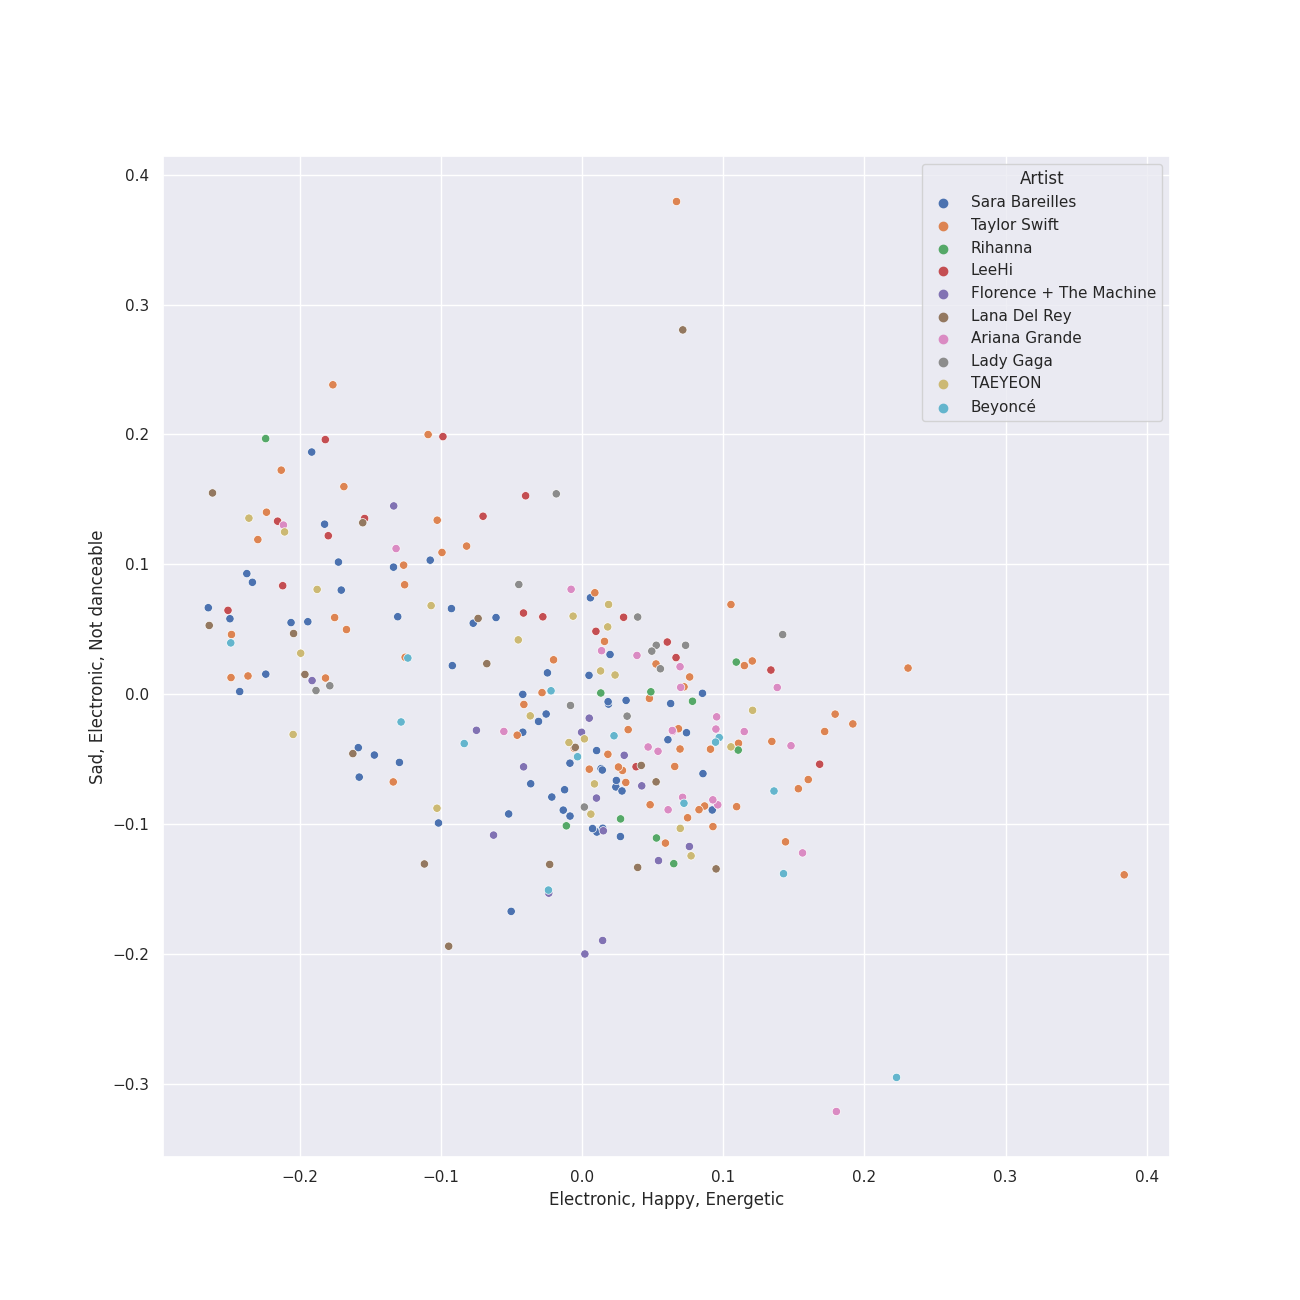 Artist
Sara Bareilles
Taylor Swift
Rihanna
LeeHi
Florence + The Machine
Lana Del Rey
Ariana Grande
Lady Gaga
TAEYEON
Beyoncé
0.4
0.3
0.2
0.1
0.0
−0.1
−0.2
−0.3
Sad, Electronic, Not danceable
−0.2 −0.1 0.0 0.1 0.2 0.3 0.4
Electronic, Happy, Energetic